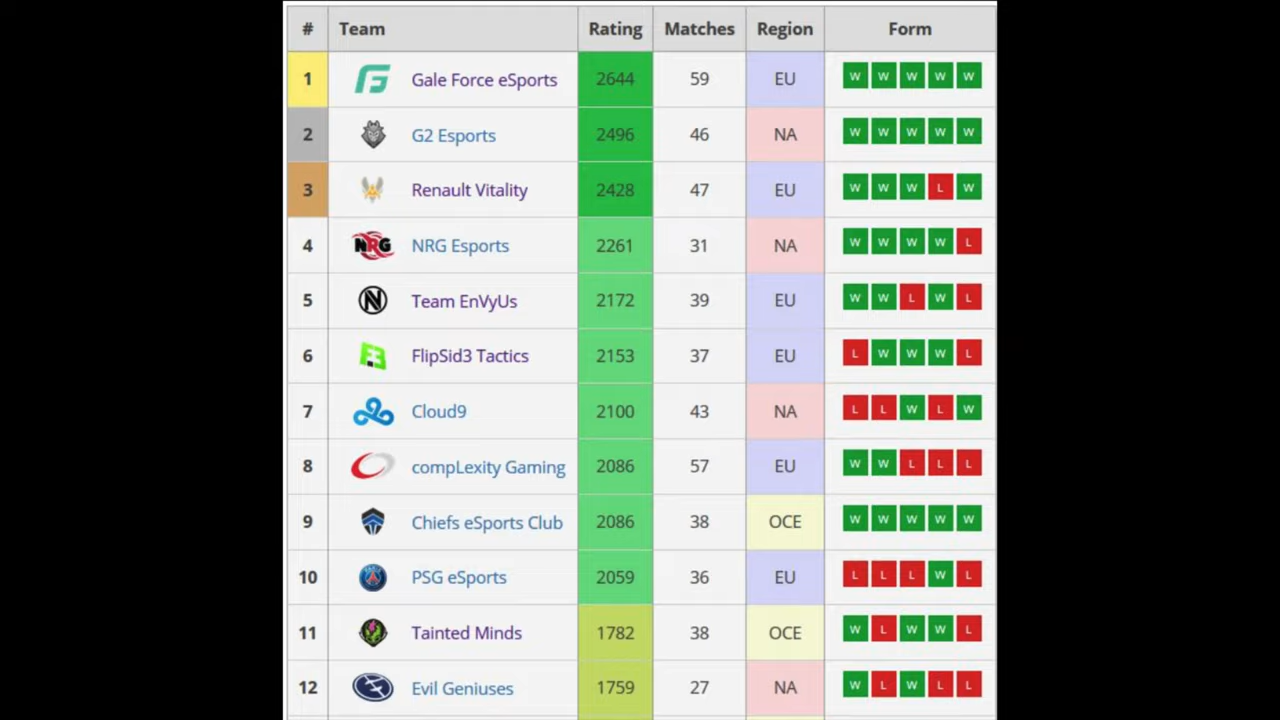 # Team Rating Matches Region Form
1 Gale Force eSports 2644 59 EU W W W W W
2 G2 Esports 2496 46 NA W W W W W
3 Renault Vitality 2428 47 EU W W W L W
4 NRG NRG Esports 2261 31 NA W W W W L
5 Team EnVyUs 2172 39 EU W W L W L
6 FlipSid3 Tactics 2153 37 EU L W W W L
7 Cloud9 2100 43 NA L L W L W
8 compLexity Gaming 2086 57 EU W W L L L
9 Chiefs eSports Club 2086 38 OCE W W W W W
10 PSG eSports 2059 36 EU L L L W L
11 Tainted Minds 1782 38 OCE W L W W L
12 Evil Geniuses 1759 27 NA W L W L L